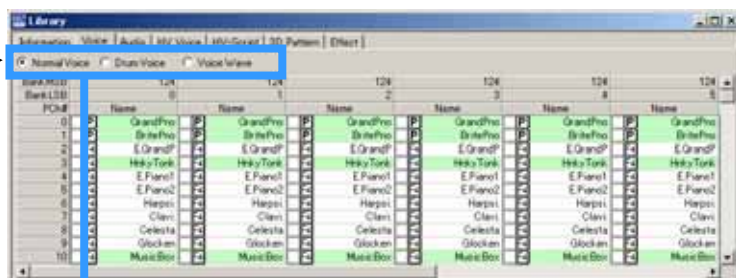 Library
Information Voice Audio HV Voice HV-Script 3D Pattern Effect
Normal Voice Drum Voice Voice Wave
Bank MSB 124 124 124 124 124 124
Bank LSB 0 1 2 3 4 5
PC# Name Name Name Name Name Name
0 P GrandPno P GrandPno P GrandPno P GrandPno P GrandPno P GrandPno
1 P BritePno P BritePno P BritePno P BritePno P BritePno P BritePno
2 E.GrandP E.GrandP E.GrandP E.GrandP E.GrandP E.GrandP
3 HnkyTonk HnkyTonk HnkyTonk HnkyTonk HnkyTonk HnkyTonk
4 E.Piano1 E.Piano1 E.Piano1 E.Piano1 E.Piano1 E.Piano1
5 E.Piano2 E.Piano2 E.Piano2 E.Piano2 E.Piano2 E.Piano2
6 Harpsi. Harpsi. Harpsi. Harpsi. Harpsi. Harpsi.
7 Clavi. Clavi. Clavi. Clavi. Clavi. Clavi.
8 Celesta Celesta Celesta Celesta Celesta Celesta
9 Glocken Glocken Glocken Glocken Glocken Glocken
10 MusicBox MusicBox MusicBox MusicBox MusicBox MusicBox